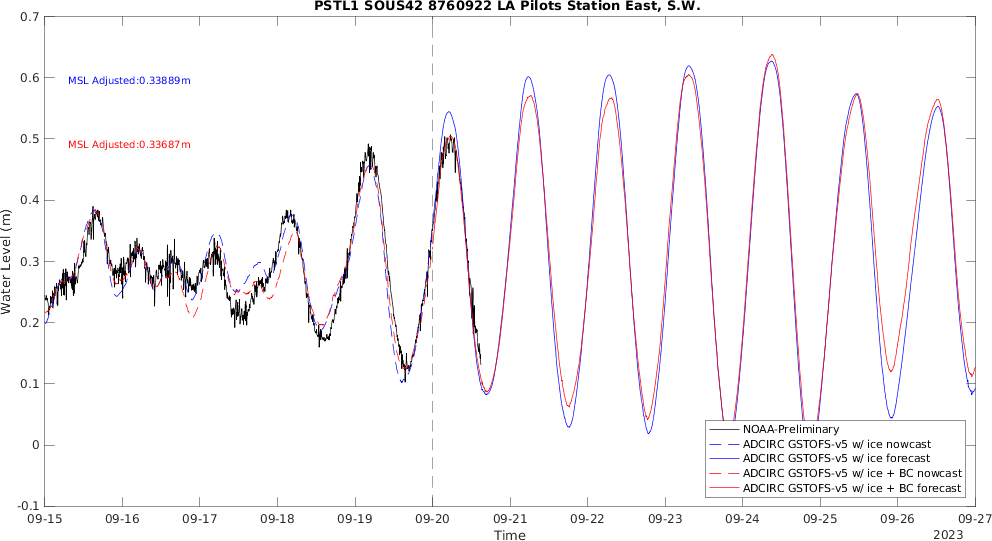 PSTL1 SOUS42 8760922 LA Pilots Station East, S.W.
0.7
0.6
0.5
0.4
0.3
0.2
0.1
0
-0.1
Water Level (m)
MSL Adjusted:0.33889m
MSL Adjusted:0.33687m
NOAA-Preliminary
ADCIRC GSTOFS-v5 w/ ice nowcast
ADCIRC GSTOFS-v5 w/ ice forecast
ADCIRC GSTOFS-v5 w/ ice + BC nowcast
ADCIRC GSTOFS-v5 w/ ice + BC forecast
09-15 09-16 09-17 09-18 09-19 09-20 09-21 09-22 09-23 09-24 09-25 09-26 09-27
Time
2023